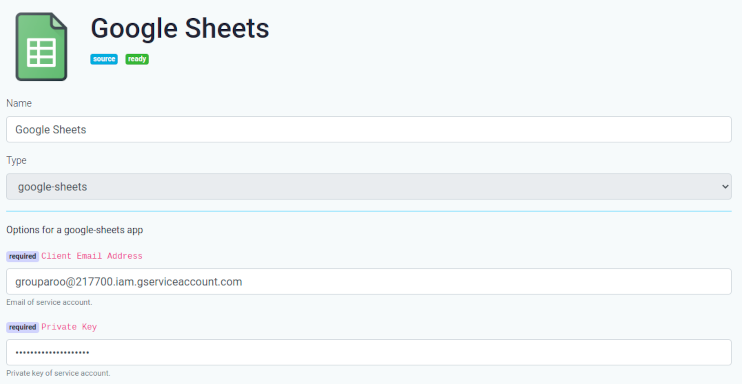 Google Sheets
source ready
Name
Google Sheets
Type
google-sheets
Options for a google-sheets app
required Client Email Address
grouparoo@217700.iam.gserviceaccount.com
Email of service account.
required Private Key
••••••••••••••••••••
Private key of service account.